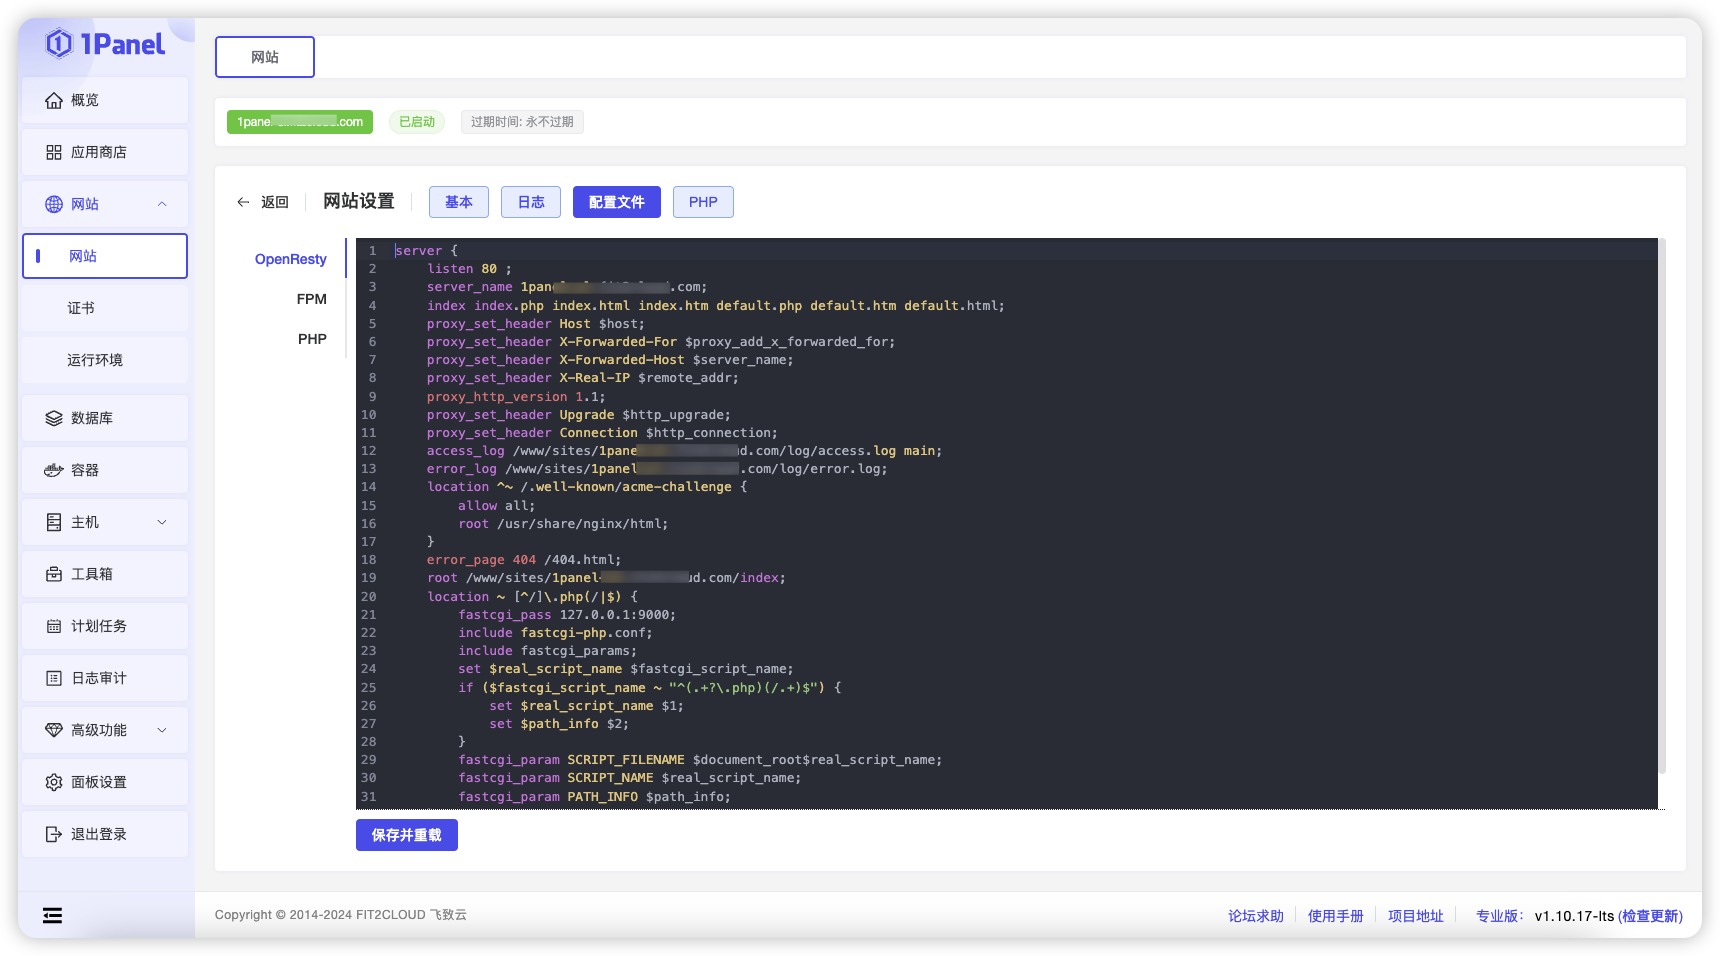 1Panel
概览
应用商店
网站
网站
证书
运行环境
数据库
容器
主机
工具箱
计划任务
日志审计
高级功能
面板设置
退出登录
网站
1pane .com
已启动
过期时间: 永不过期
返回
网站设置
基本
日志
配置文件
PHP
OpenResty
FPM
PHP
1 server {
2 listen 80 ;
3 server_name 1pan .com;
4 index index.php index.html index.htm default.php default.htm default.html;
5 proxy_set_header Host $host;
6 proxy_set_header X-Forwarded-For $proxy_add_x_forwarded_for;
7 proxy_set_header X-Forwarded-Host $server_name;
8 proxy_set_header X-Real-IP $remote_addr;
9 proxy_http_version 1.1;
10 proxy_set_header Upgrade $http_upgrade;
11 proxy_set_header Connection $http_connection;
12 access_log /www/sites/1pane d.com/log/access.log main;
13 error_log /www/sites/1panel .com/log/error.log;
14 location ^~ /.well-known/acme-challenge {
15 allow all;
16 root /usr/share/nginx/html;
17 }
18 error_page 404 /404.html;
19 root /www/sites/1panel- d.com/index;
20 location ~ [^/]\.php(/|$) {
21 fastcgi_pass 127.0.0.1:9000;
22 include fastcgi-php.conf;
23 include fastcgi_params;
24 set $real_script_name $fastcgi_script_name;
25 if ($fastcgi_script_name ~ "^(.+?\.php)(/.+)$") {
26 set $real_script_name $1;
27 set $path_info $2;
28 }
29 fastcgi_param SCRIPT_FILENAME $document_root$real_script_name;
30 fastcgi_param SCRIPT_NAME $real_script_name;
31 fastcgi_param PATH_INFO $path_info;
保存并重载
Copyright © 2014-2024 FIT2CLOUD 飞致云
论坛求助
使用手册
项目地址
专业版: v1.10.17-lts (检查更新)